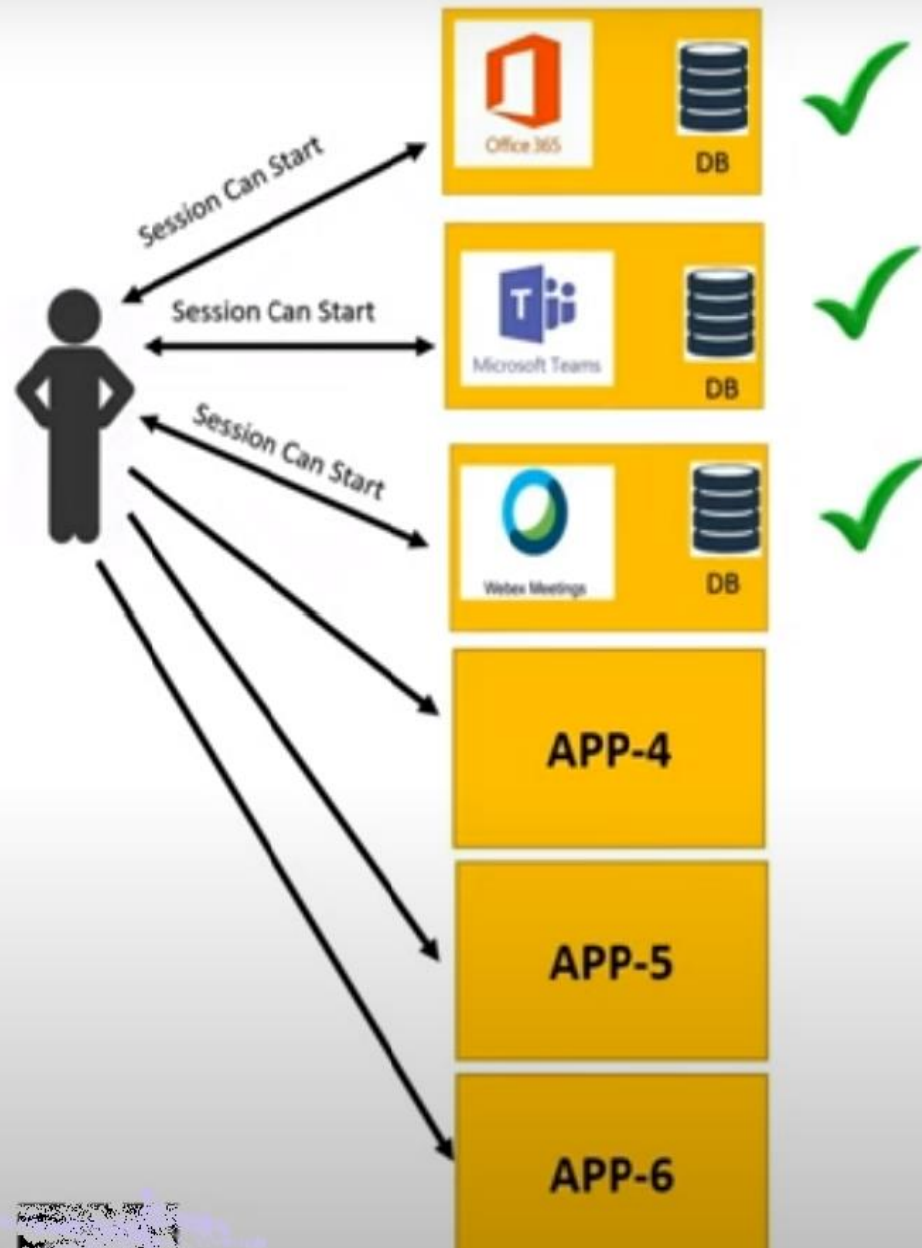 Office 365
DB
Session Can Start
Session Can Start
T
Microsoft Teams
DB
Session Can Start
Webex Meetings
DB
APP-4
APP-5
APP-6